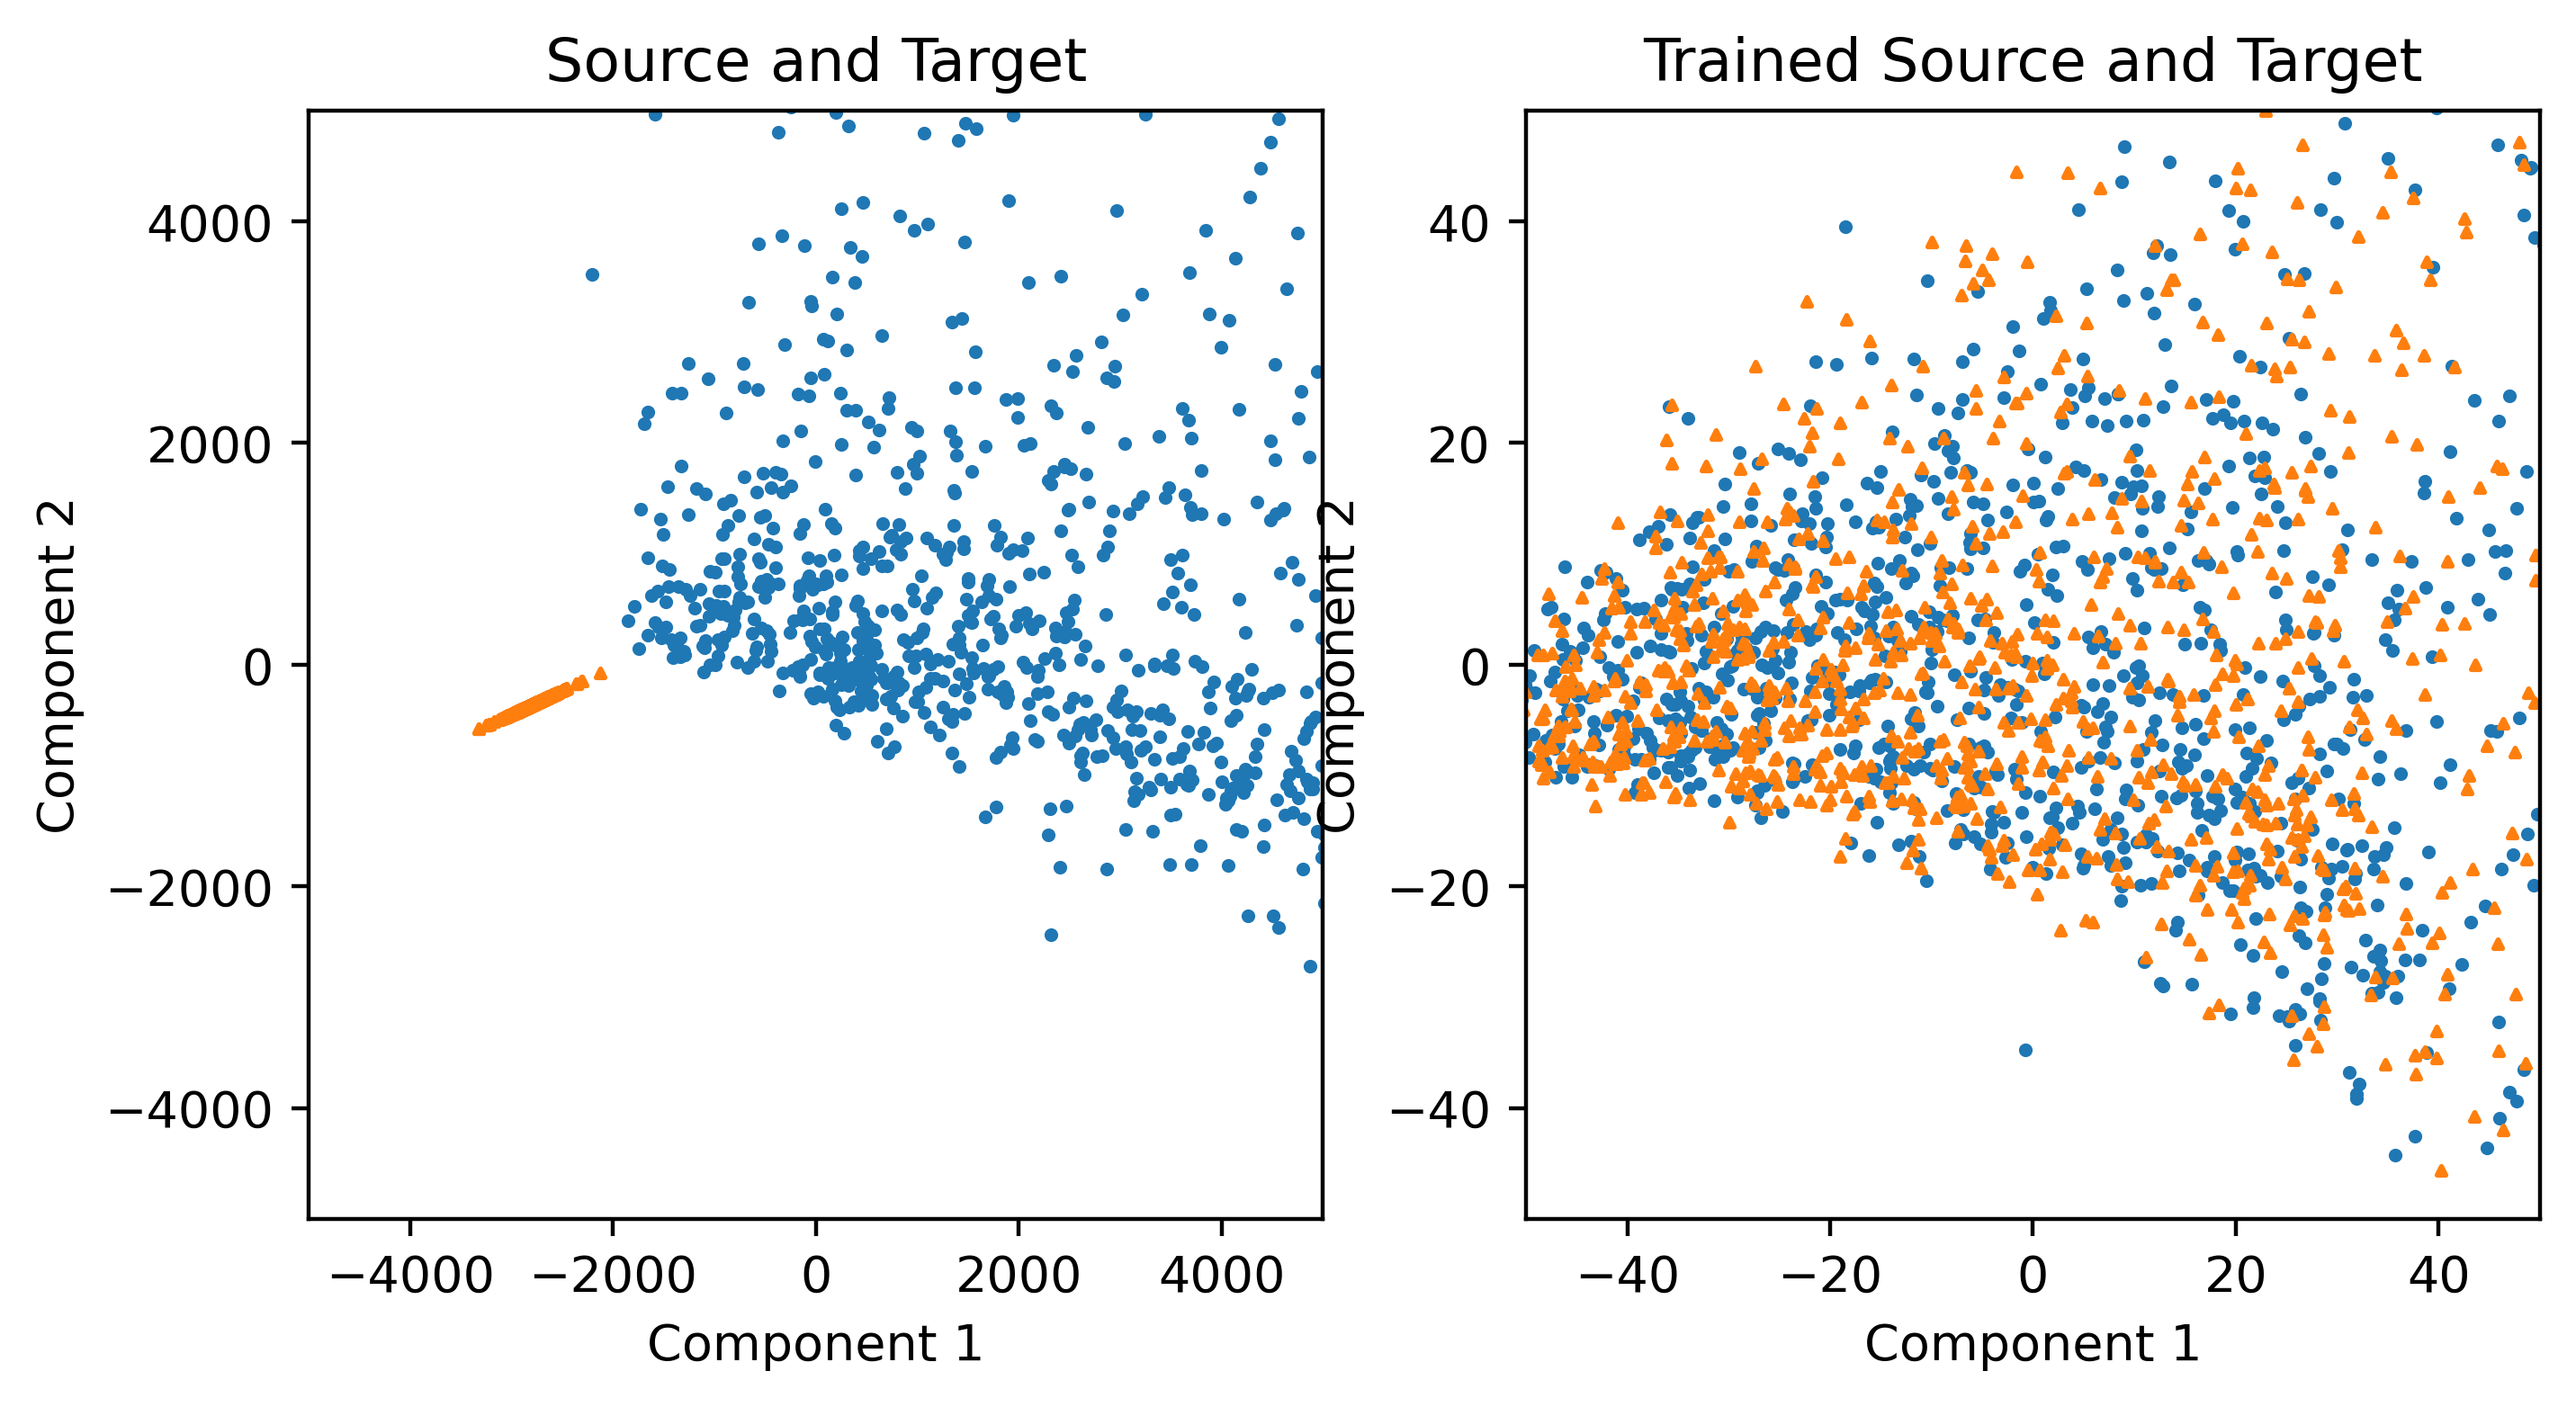 Source and Target
Component 2
4000
2000
0
−2000
−4000
−4000 −2000 0 2000 4000
Component 1
Trained Source and Target
Component 2
40
20
0
−20
−40
−40 −20 0 20 40
Component 1